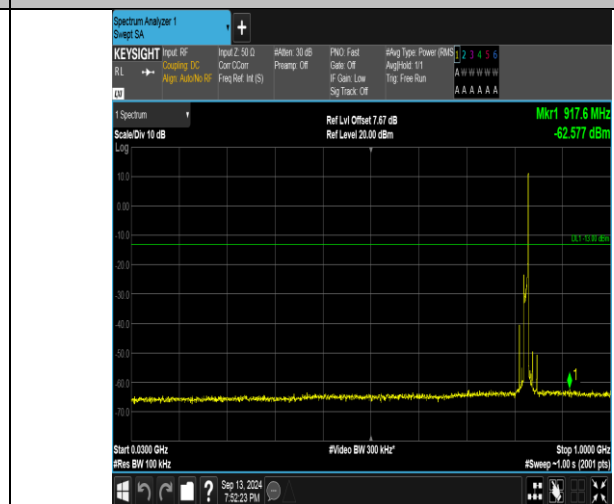 Spectrum Analyzer 1
Swept SA
+
KEYSIGHT
RL
LXI
Input: RF
Coupling: DC
Align: Auto/No RF
Input Z: 50 Ω
Corr CCorr
Freq Ref: Int (S)
#Atten: 30 dB
Preamp: Off
PNO: Fast
Gate: Off
IF Gain: Low
Sig Track: Off
#Avg Type: Power (RMS
Avg|Hold: 1/1
Trig: Free Run
1 2 3 4 5 6
A W W W W W
A A A A A A
1 Spectrum
Scale/Div 10 dB
Log
Ref Lvl Offset 7.67 dB
Ref Level 20.00 dBm
Mkr1 917.6 MHz
-62.577 dBm
10.0
0.00
-10.0
DL1 -13.00 dBm
-20.0
-30.0
-40.0
-50.0
-60.0
1
-70.0
Start 0.0300 GHz
#Res BW 100 kHz
#Video BW 300 kHz*
Stop 1.0000 GHz
#Sweep ~1.00 s (2001 pts)
?
Sep 13, 2024
7:52:23 PM